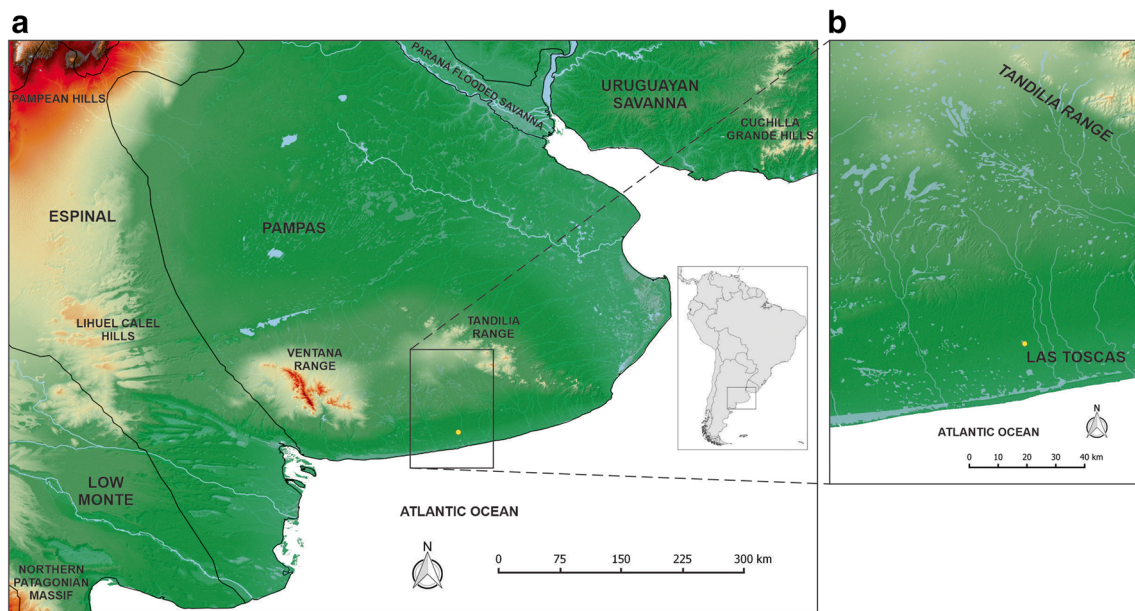 a
b
PAMPEAN HILLS
PARANA FLOODED SAVANNA
URUGUAYAN
SAVANNA
CUCHILLA
GRANDE HILLS
ESPINAL
PAMPAS
LIHUEL CALEL
HILLS
VENTANA
RANGE
TANDILIA
RANGE
LOW
MONTE
ATLANTIC OCEAN
NORTHERN
PATAGONIAN
MASSIF
N
0 75 150 225 300 km
TANDILIA RANGE
LAS TOSCAS
ATLANTIC OCEAN
N
0 10 20 30 40 km